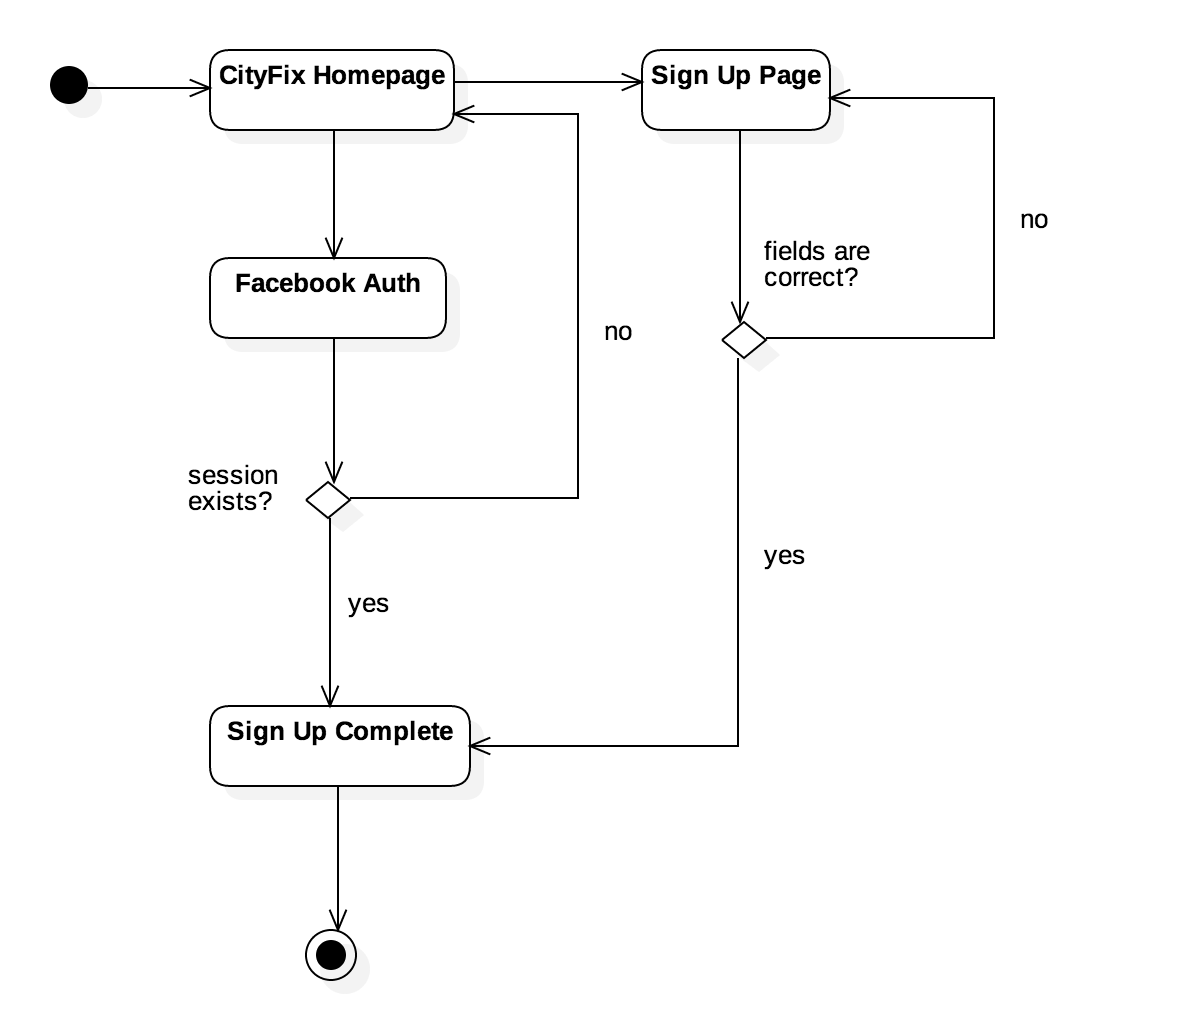 CityFix Homepage
Sign Up Page
no
fields are
correct?
Facebook Auth
no
session
exists?
yes
yes
Sign Up Complete